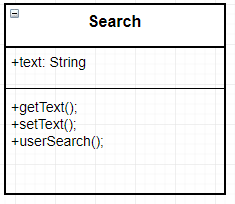 Search
+text: String
+getText();
+setText();
+userSearch();